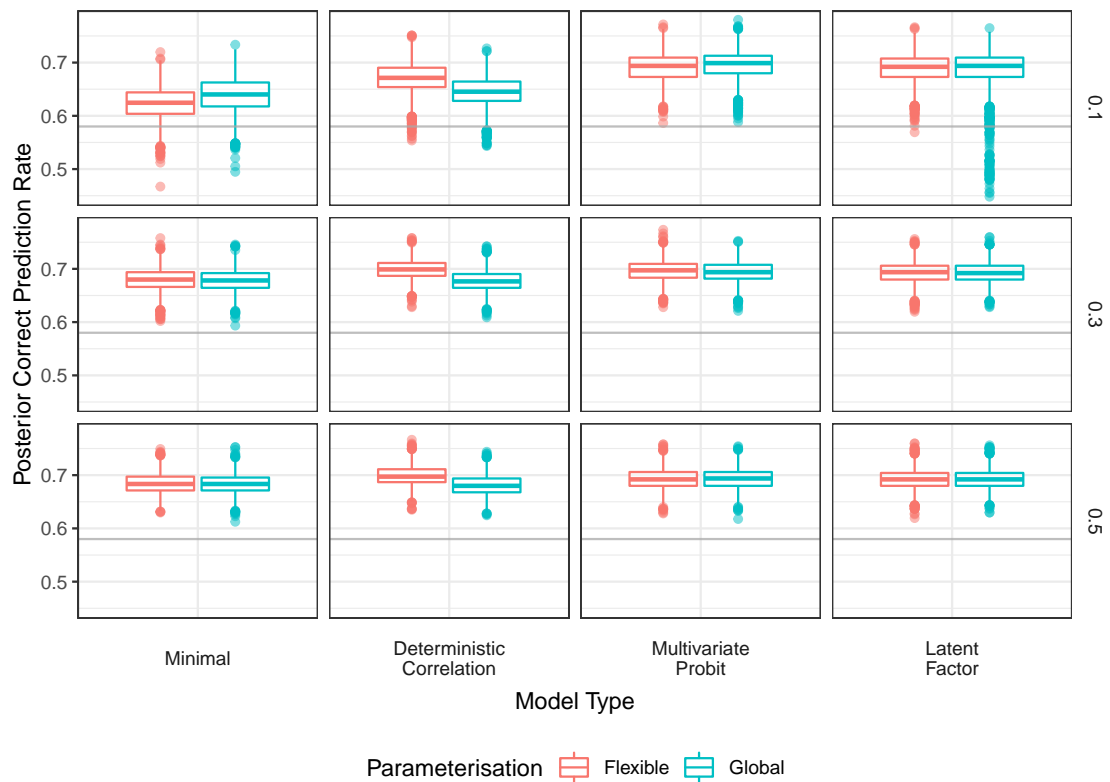 Posterior Correct Prediction Rate
0.7
0.6
0.5
0.1
0.7
0.6
0.5
0.3
0.7
0.6
0.5
0.5
Minimal
Deterministic
Correlation
Multivariate
Probit
Latent
Factor
Model Type
Parameterisation Flexible Global